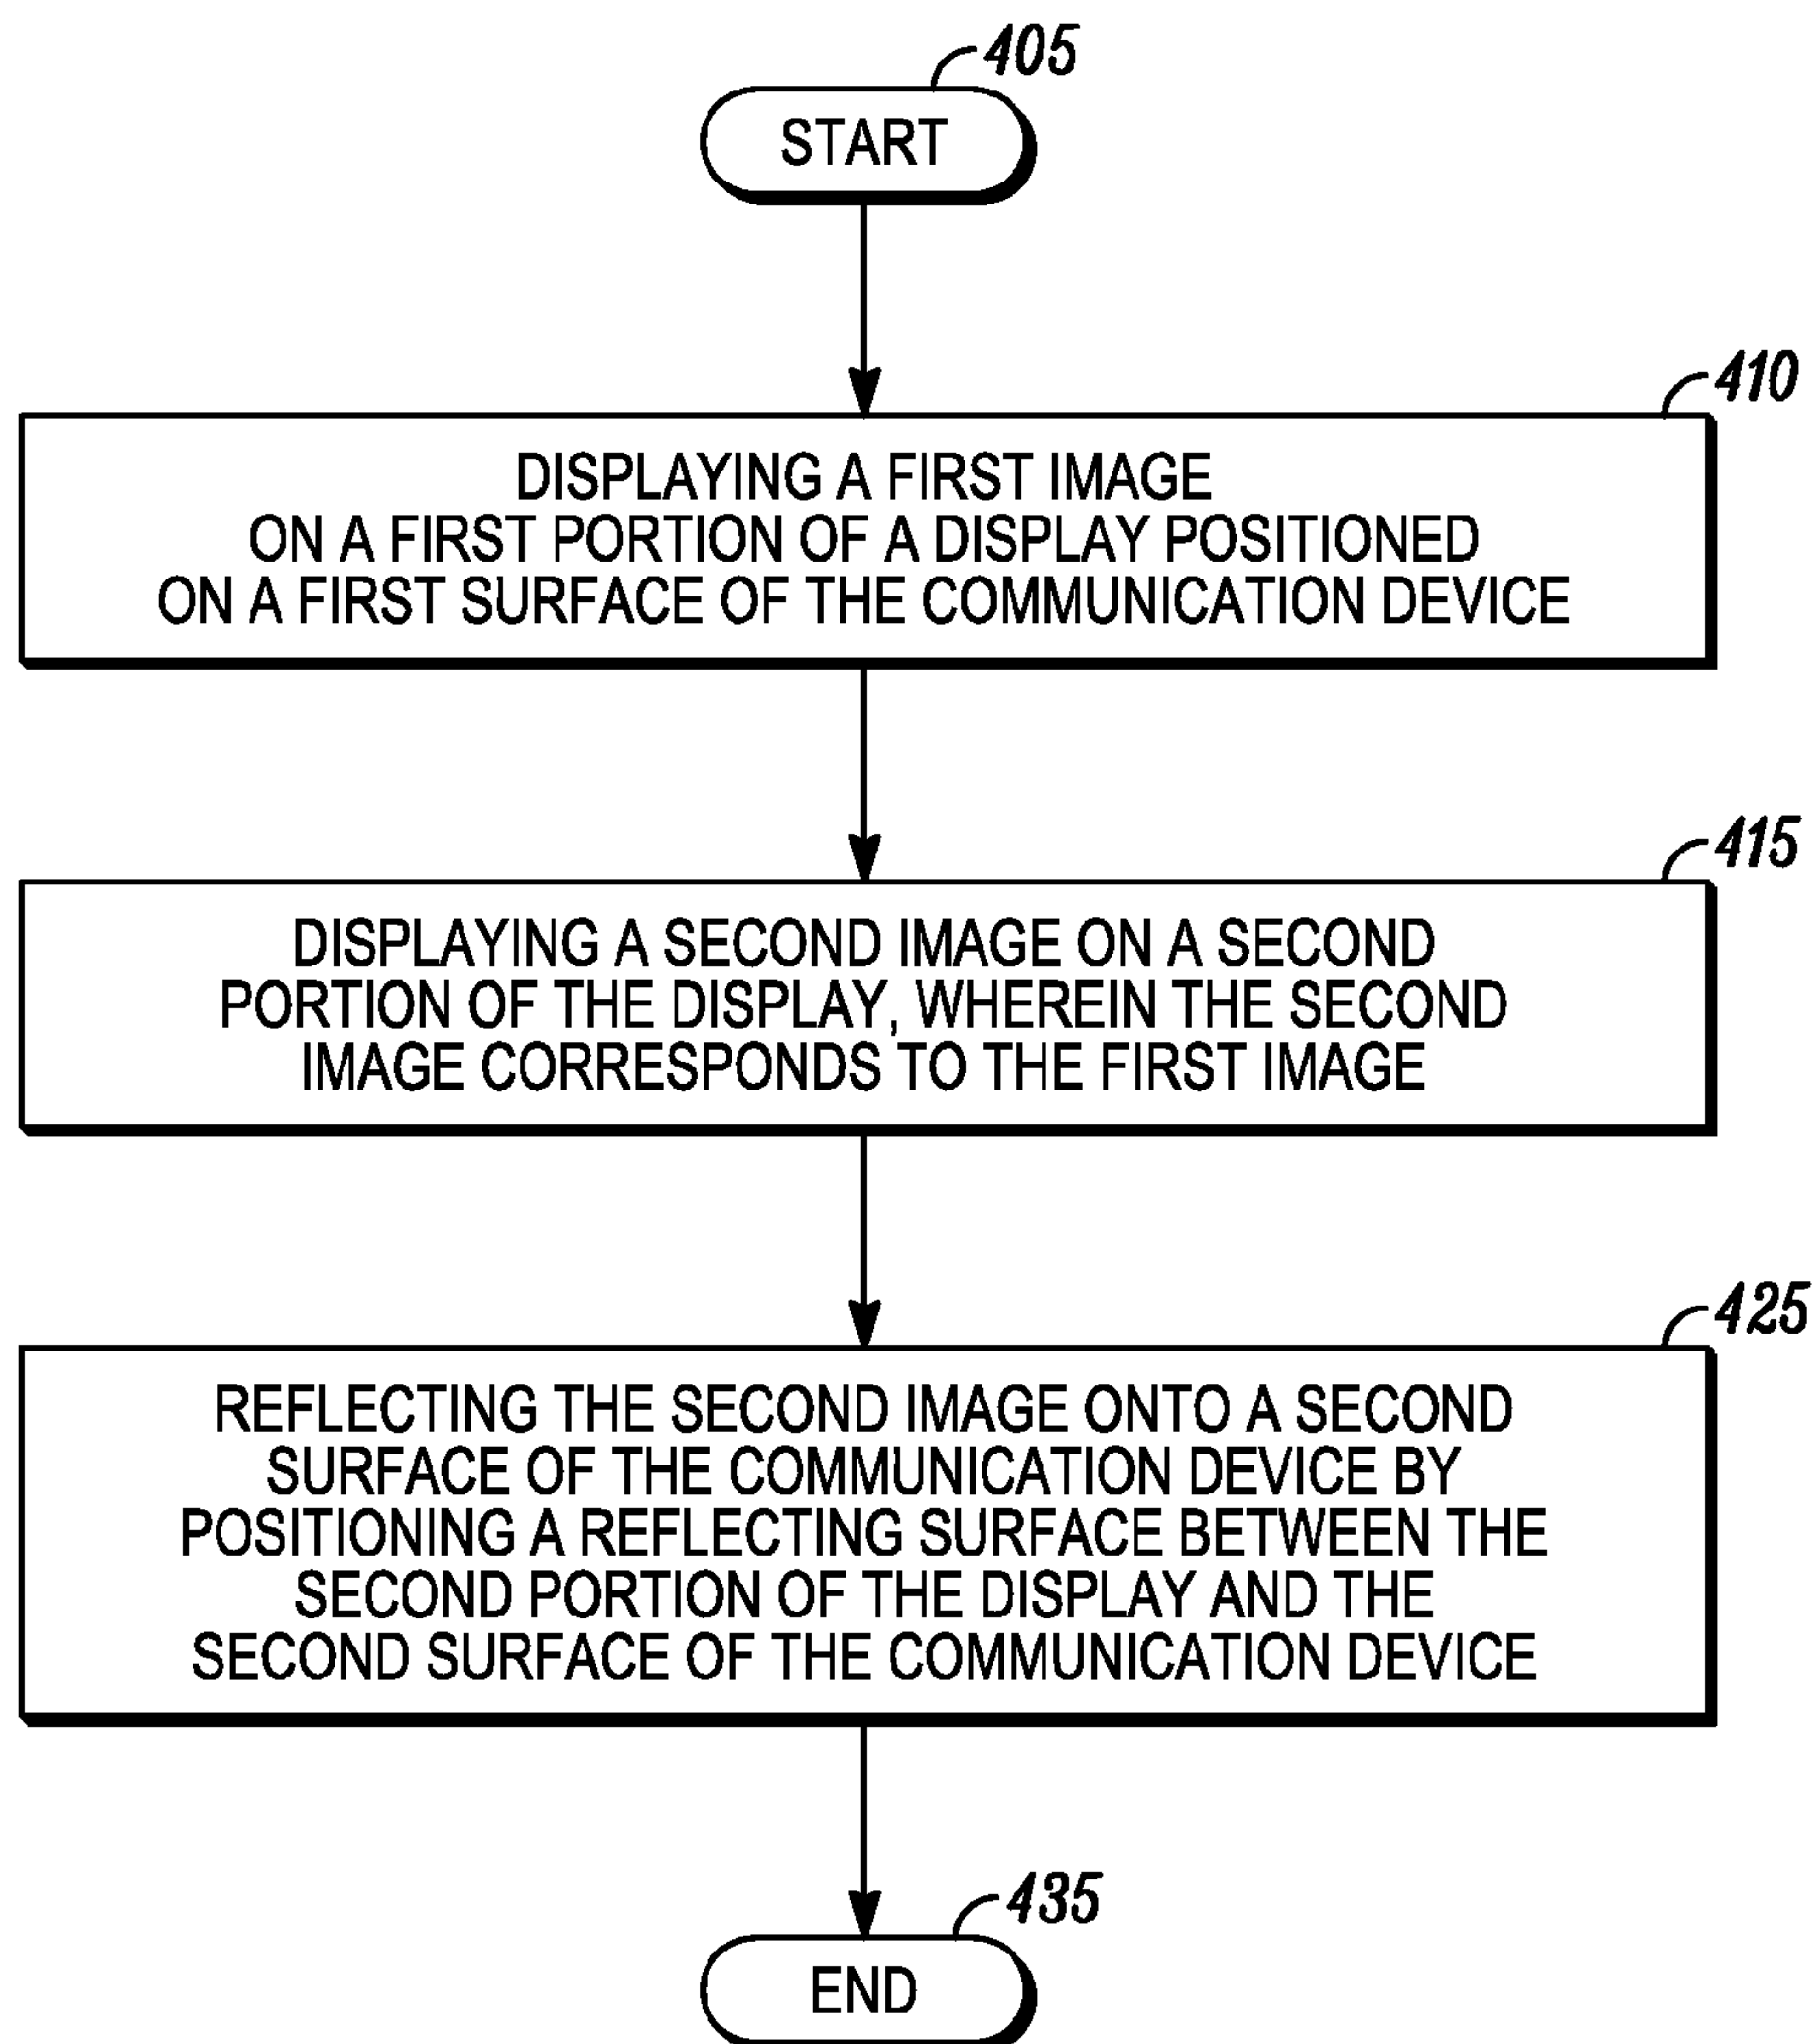 405
START
410
DISPLAYING A FIRST IMAGE
ON A FIRST PORTION OF A DISPLAY POSITIONED
ON A FIRST SURFACE OF THE COMMUNICATION DEVICE
415
DISPLAYING A SECOND IMAGE ON A SECOND
PORTION OF THE DISPLAY, WHEREIN THE SECOND
IMAGE CORRESPONDS TO THE FIRST IMAGE
425
REFLECTING THE SECOND IMAGE ONTO A SECOND
SURFACE OF THE COMMUNICATION DEVICE BY
POSITIONING A REFLECTING SURFACE BETWEEN THE
SECOND PORTION OF THE DISPLAY AND THE
SECOND SURFACE OF THE COMMUNICATION DEVICE
435
END